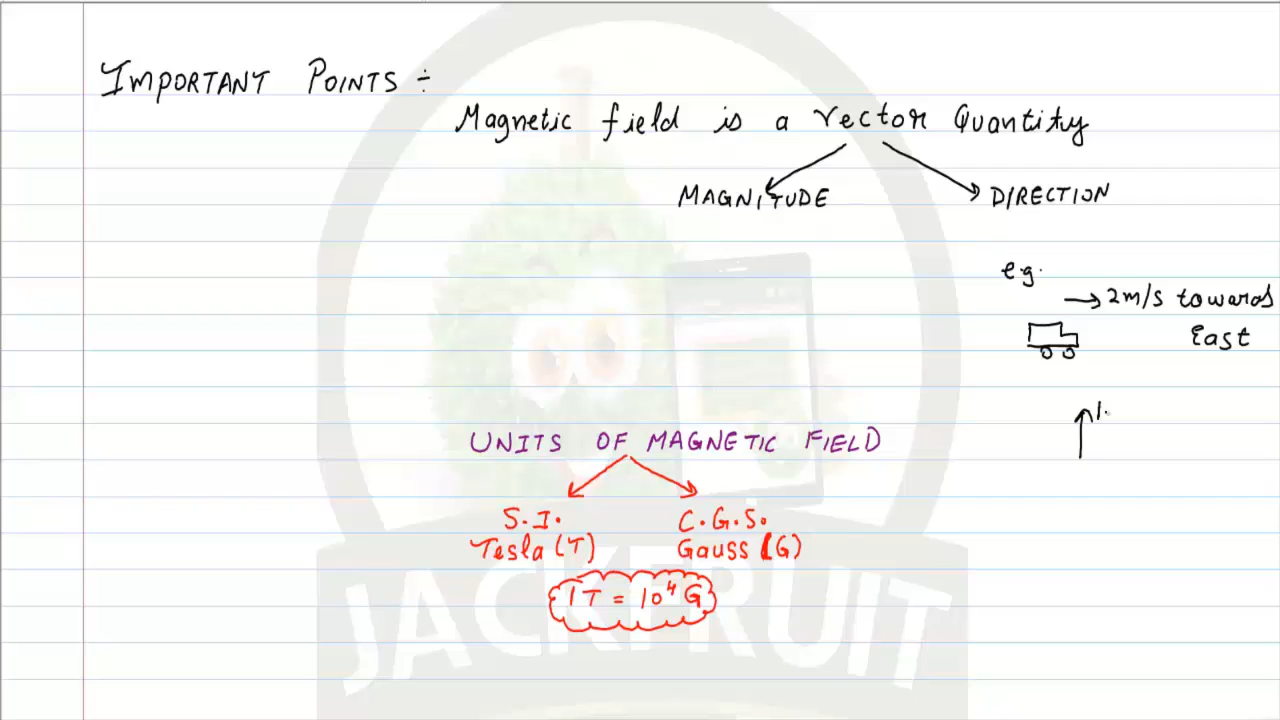 IMPORTANT POINTS ÷
Magnetic field is a vector Quantity
MAGNITUDE DIRECTION
e.g.
→ 2m/s towards
East
UNITS OF MAGNETIC FIELD
S.I. C.G.S.
Tesla (T) Gauss (G)
1T = 10⁴ G
JACKFRUIT